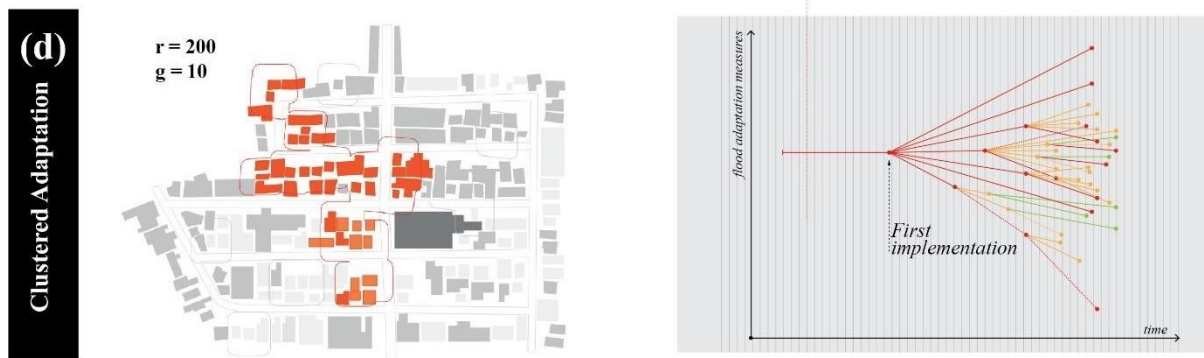 (d)
Clustered Adaptation
r = 200
g = 10
flood adaptation measures
First
implementation
time